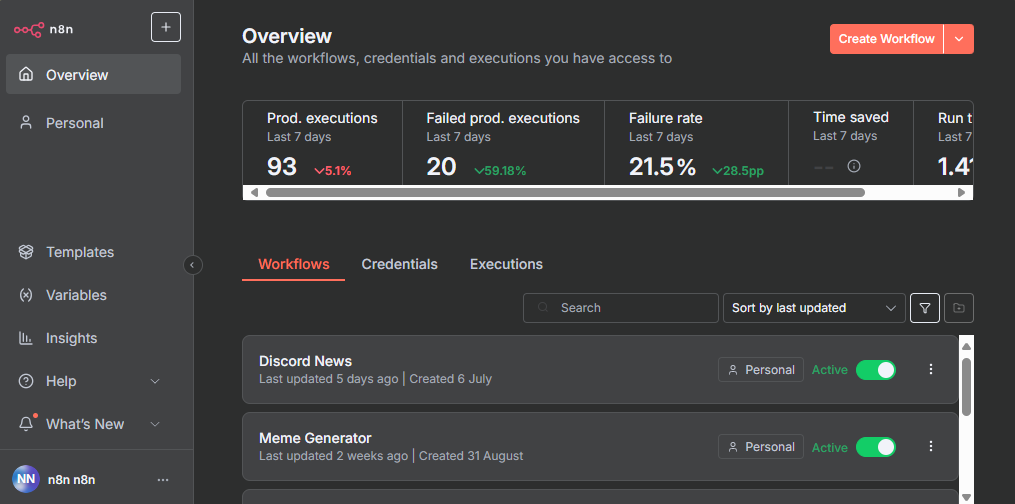 n8n
+
Overview
Personal
Templates
Variables
Insights
Help
What's New
NN n8n n8n
Overview
All the workflows, credentials and executions you have access to
Create Workflow
Prod. executions
Last 7 days
93 5.1%
Failed prod. executions
Last 7 days
20 59.18%
Failure rate
Last 7 days
21.5% 28.5pp
Time saved
Last 7 days
--
Run t
Last 7
1.4
Workflows Credentials Executions
Search Sort by last updated
Discord News
Last updated 5 days ago | Created 6 July
Personal Active
Meme Generator
Last updated 2 weeks ago | Created 31 August
Personal Active